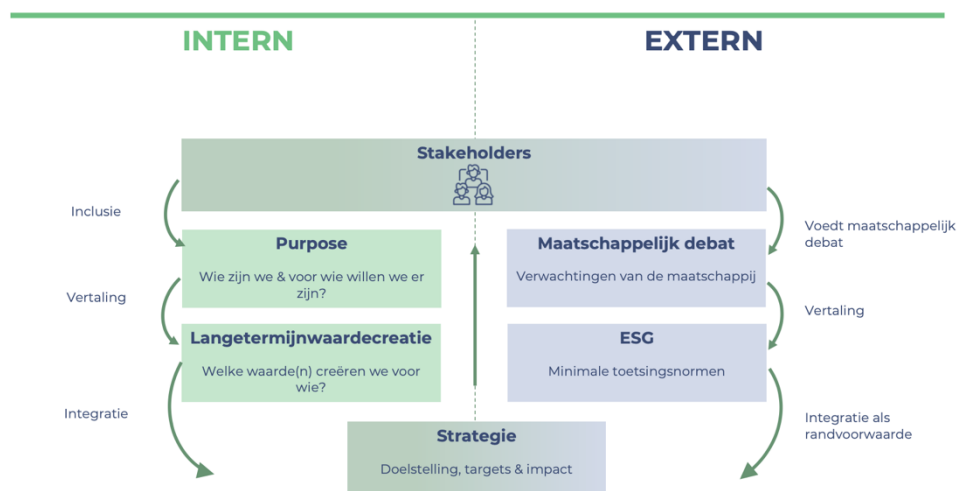 INTERN
EXTERN
Stakeholders
Inclusie
Voedt maatschappelijk
debat
Purpose
Wie zijn we & voor wie willen we er
zijn?
Maatschappelijk debat
Verwachtingen van de maatschappij
Vertaling
Vertaling
Langetermijnwaardecreatie
Welke waarde(n) creëren we voor
wie?
ESG
Minimale toetsingsnormen
Integratie
Integratie als
randvoorwaarde
Strategie
Doelstelling, targets & impact